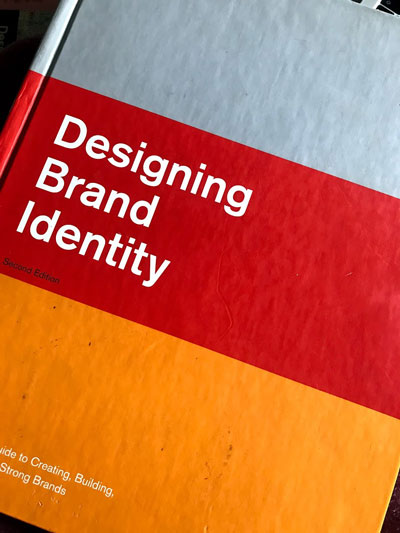 Designing
Brand
Identity
Second Edition
uide to Creating, Building,
Strong Brands